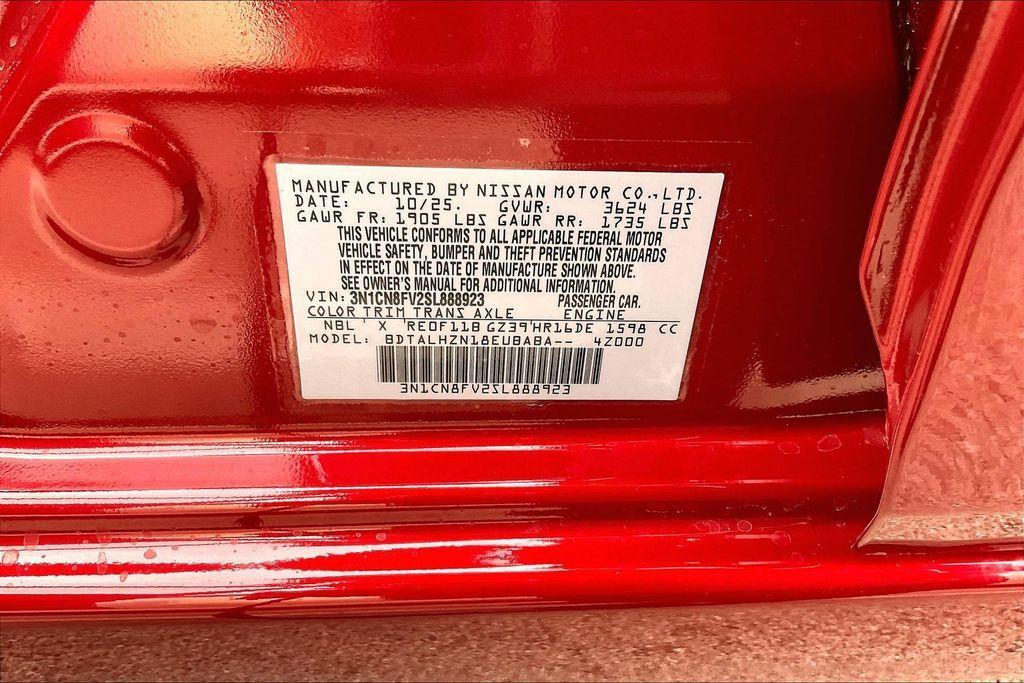 MANUFACTURED BY NISSAN MOTOR CO.,LTD.
DATE: 10/25. GVWR: 3624 LBS
GAWR FR: 1905 LBS GAWR RR: 1735 LBS
THIS VEHICLE CONFORMS TO ALL APPLICABLE FEDERAL MOTOR
VEHICLE SAFETY, BUMPER AND THEFT PREVENTION STANDARDS
IN EFFECT ON THE DATE OF MANUFACTURE SHOWN ABOVE.
SEE OWNER'S MANUAL FOR ADDITIONAL INFORMATION.
VIN: 3N1CN8FV2SL888923 PASSENGER CAR.
COLOR TRIM TRANS AXLE ENGINE
NBL X RE0F11B GZ39 HR16DE 1598 CC
MODEL: BDTALHZN18EUBABA-- 4Z000
3N1CN8FV2SL888923